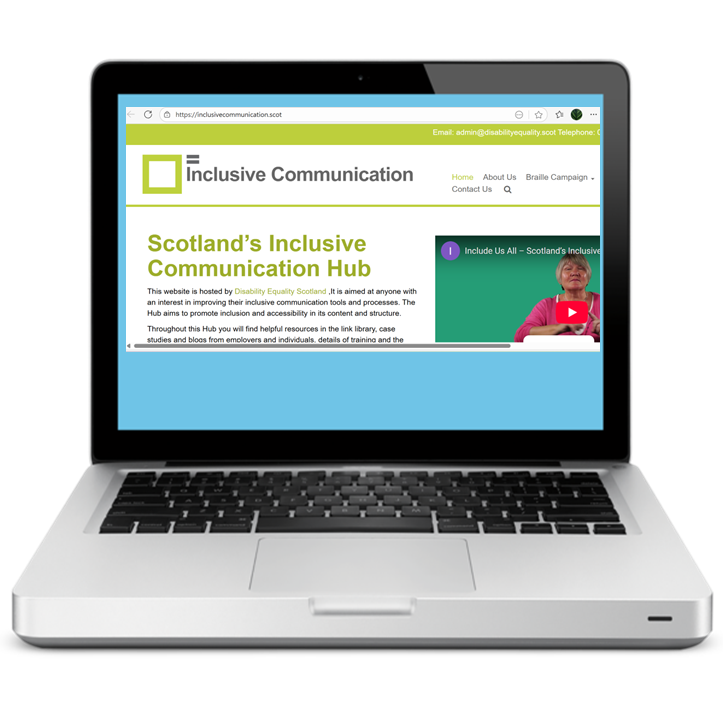 https://inclusivecommunication.scot
Email: admin@disabilityequality.scot Telephone:
Inclusive Communication
Home About Us Braille Campaign
Contact Us
Scotland's Inclusive
Communication Hub
Include Us All – Scotland's Inclusive
This website is hosted by Disability Equality Scotland ,It is aimed at anyone with
an interest in improving their inclusive communication tools and processes. The
Hub aims to promote inclusion and accessibility in its content and structure.
Throughout this Hub you will find helpful resources in the link library, case
studies and blogs from employers and individuals, details of training and the